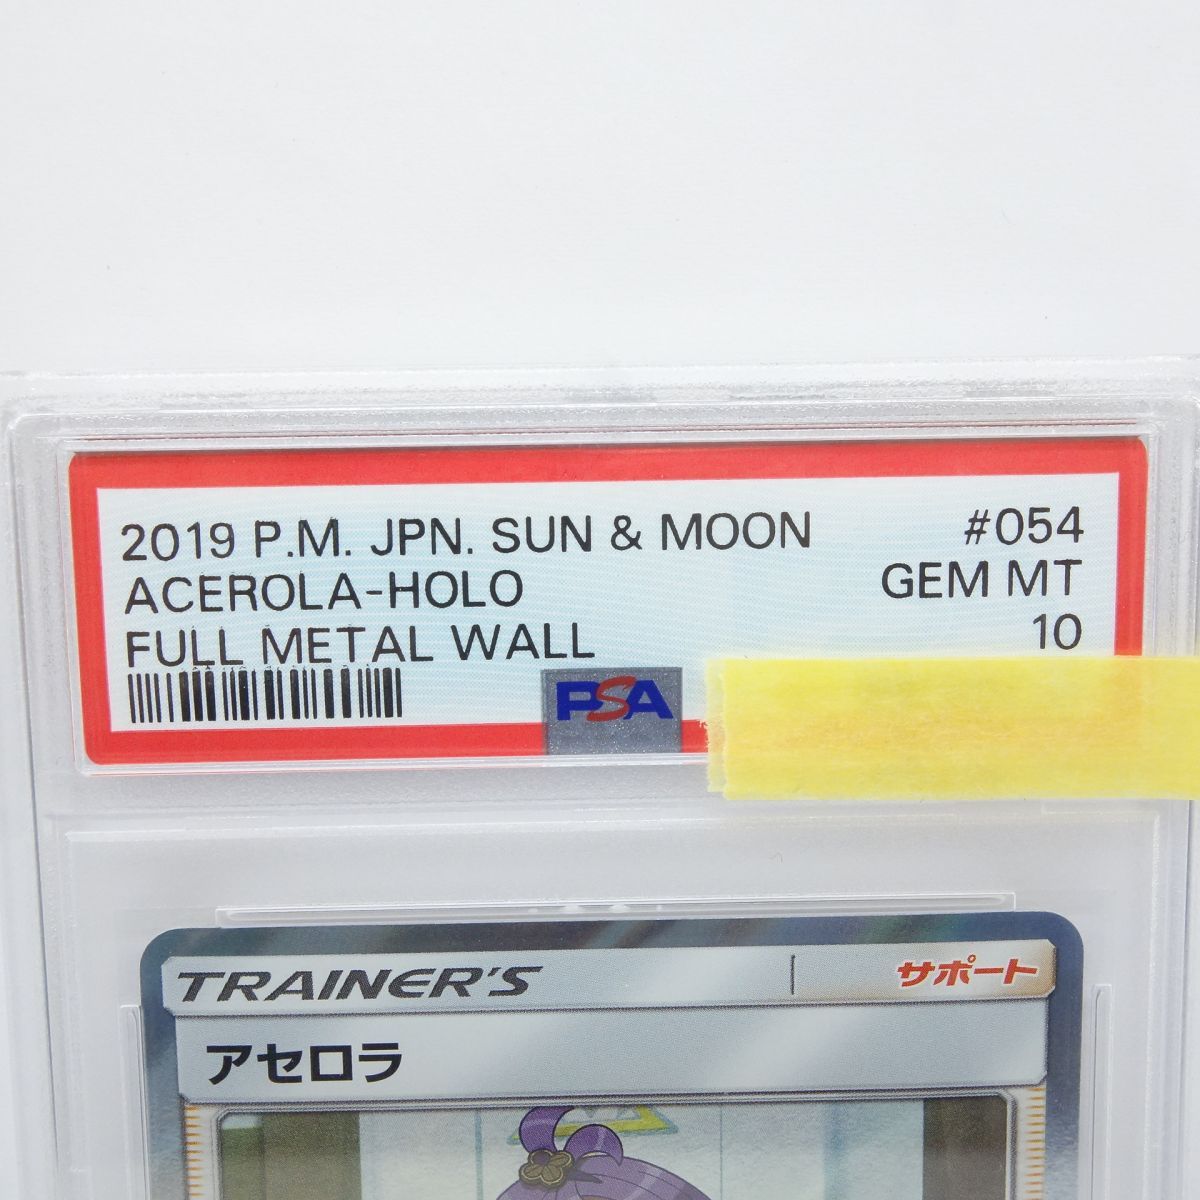 2019 P.M. JPN. SUN & MOON #054
ACEROLA-HOLO GEM MT
FULL METAL WALL 10
PSA
TRAINER'S サポート
アセロラ